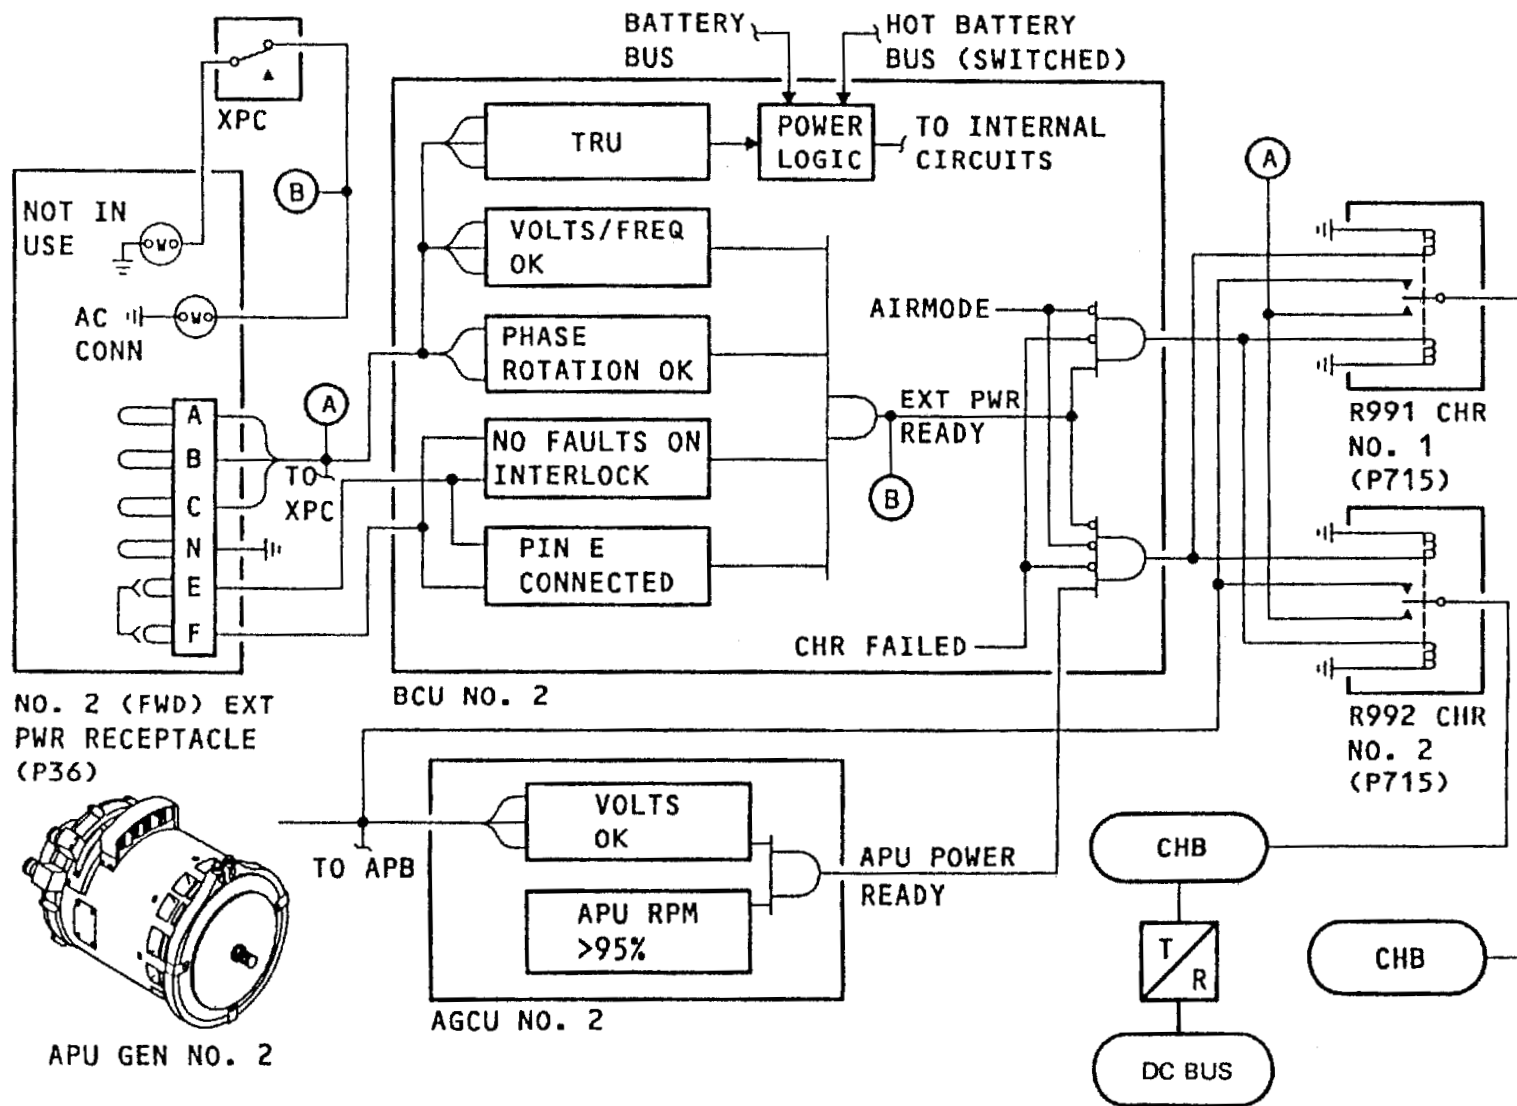 BATTERY
BUS
HOT BATTERY
BUS (SWITCHED)
XPC
TRU
POWER
LOGIC
TO INTERNAL
CIRCUITS
A
B
NOT IN
USE
W
VOLTS/FREQ
OK
AC
CONN
W
AIRMODE
PHASE
ROTATION OK
A
A
B
C
N
E
F
TO
XPC
NO FAULTS ON
INTERLOCK
EXT PWR
READY
B
PIN E
CONNECTED
CHR FAILED
R991 CHR
NO. 1
(P715)
BCU NO. 2
NO. 2 (FWD) EXT
PWR RECEPTACLE
(P36)
R992 CHR
NO. 2
(P715)
VOLTS
OK
TO APB
APU POWER
READY
APU RPM
>95%
CHB
T
R
CHB
AGCU NO. 2
APU GEN NO. 2
DC BUS